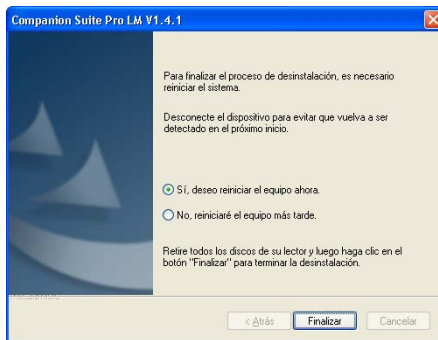 Companion Suite Pro LM V1.4.1
Para finalizar el proceso de desinstalación, es necesario
reiniciar el sistema.
Desconecte el dispositivo para evitar que vuelva a ser
detectado en el próximo inicio.
Sí, deseo reiniciar el equipo ahora.
No, reiniciaré el equipo más tarde.
Retire todos los discos de su lector y luego haga clic en el
botón "Finalizar" para terminar la desinstalación.
< Atrás
Finalizar
Cancelar